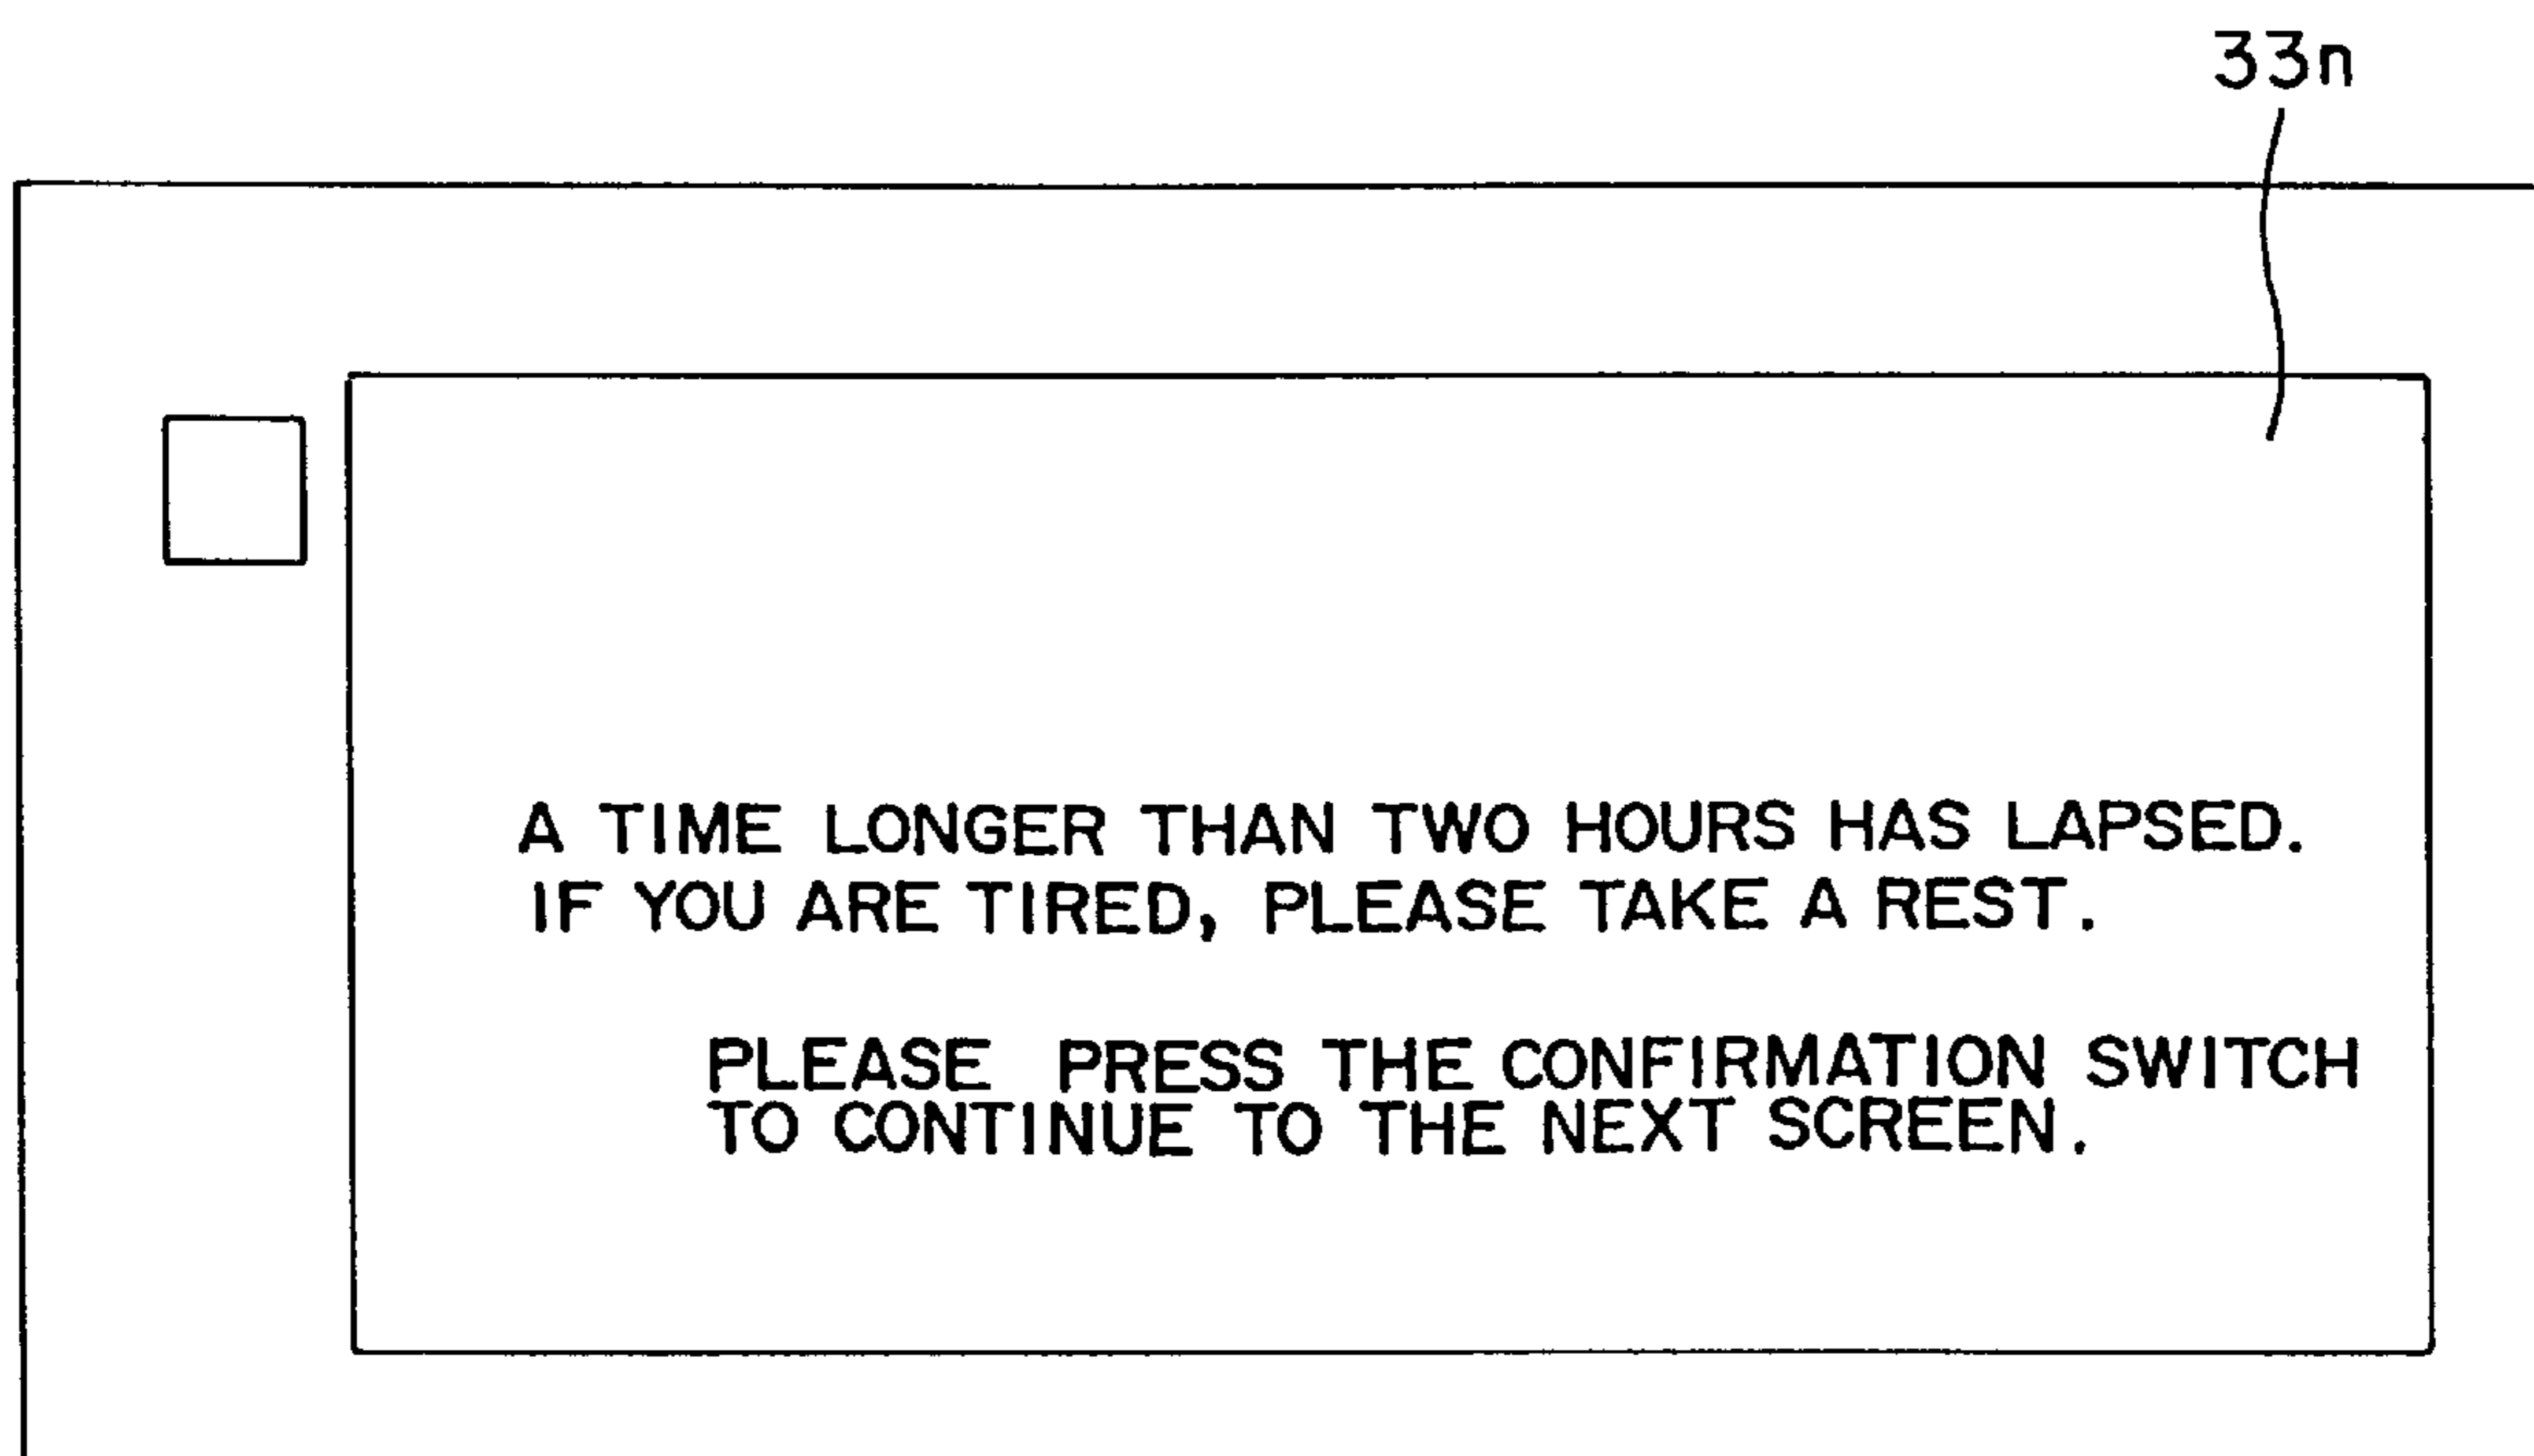 33n
A TIME LONGER THAN TWO HOURS HAS LAPSED.
IF YOU ARE TIRED, PLEASE TAKE A REST.
PLEASE PRESS THE CONFIRMATION SWITCH
TO CONTINUE TO THE NEXT SCREEN.